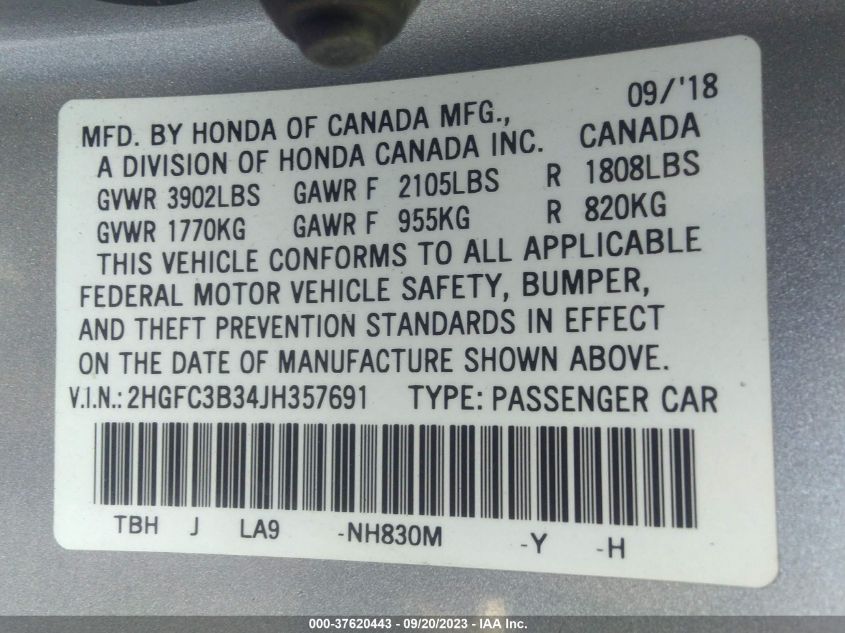 09/'18
MFD. BY HONDA OF CANADA MFG.,
A DIVISION OF HONDA CANADA INC. CANADA
GVWR 3902LBS GAWR F 2105LBS R 1808LBS
GVWR 1770KG GAWR F 955KG R 820KG
THIS VEHICLE CONFORMS TO ALL APPLICABLE
FEDERAL MOTOR VEHICLE SAFETY, BUMPER,
AND THEFT PREVENTION STANDARDS IN EFFECT
ON THE DATE OF MANUFACTURE SHOWN ABOVE.
V.I.N.: 2HGFC3B34JH357691 TYPE: PASSENGER CAR
TBH J LA9 -NH830M -Y -H
000-37620443 — 09/20/2023 — IAA Inc.